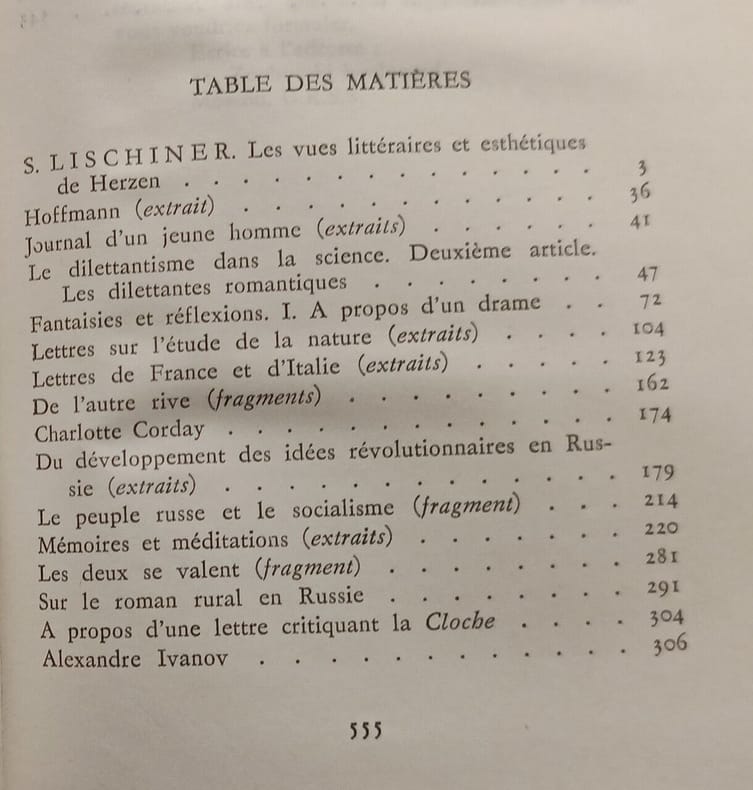 TABLE DES MATIÈRES
S. LISCHINER. Les vues littéraires et esthétiques
de Herzen . . . . . . . . . . . . . . 3
Hoffmann (extrait) . . . . . . . . . . . 36
Journal d'un jeune homme (extraits) . . . . . . 41
Le dilettantisme dans la science. Deuxième article.
Les dilettantes romantiques . . . . . . . . 47
Fantaisies et réflexions. I. A propos d'un drame . . 72
Lettres sur l'étude de la nature (extraits) . . . . 104
Lettres de France et d'Italie (extraits) . . . . . 123
De l'autre rive (fragments) . . . . . . . . . 162
Charlotte Corday . . . . . . . . . . . . . 174
Du développement des idées révolutionnaires en Rus-
sie (extraits) . . . . . . . . . . . . . 179
Le peuple russe et le socialisme (fragment) . . . 214
Mémoires et méditations (extraits) . . . . . . . 220
Les deux se valent (fragment) . . . . . . . . 281
Sur le roman rural en Russie . . . . . . . . 291
A propos d'une lettre critiquant la Cloche . . . . 304
Alexandre Ivanov . . . . . . . . . . . . 306
555